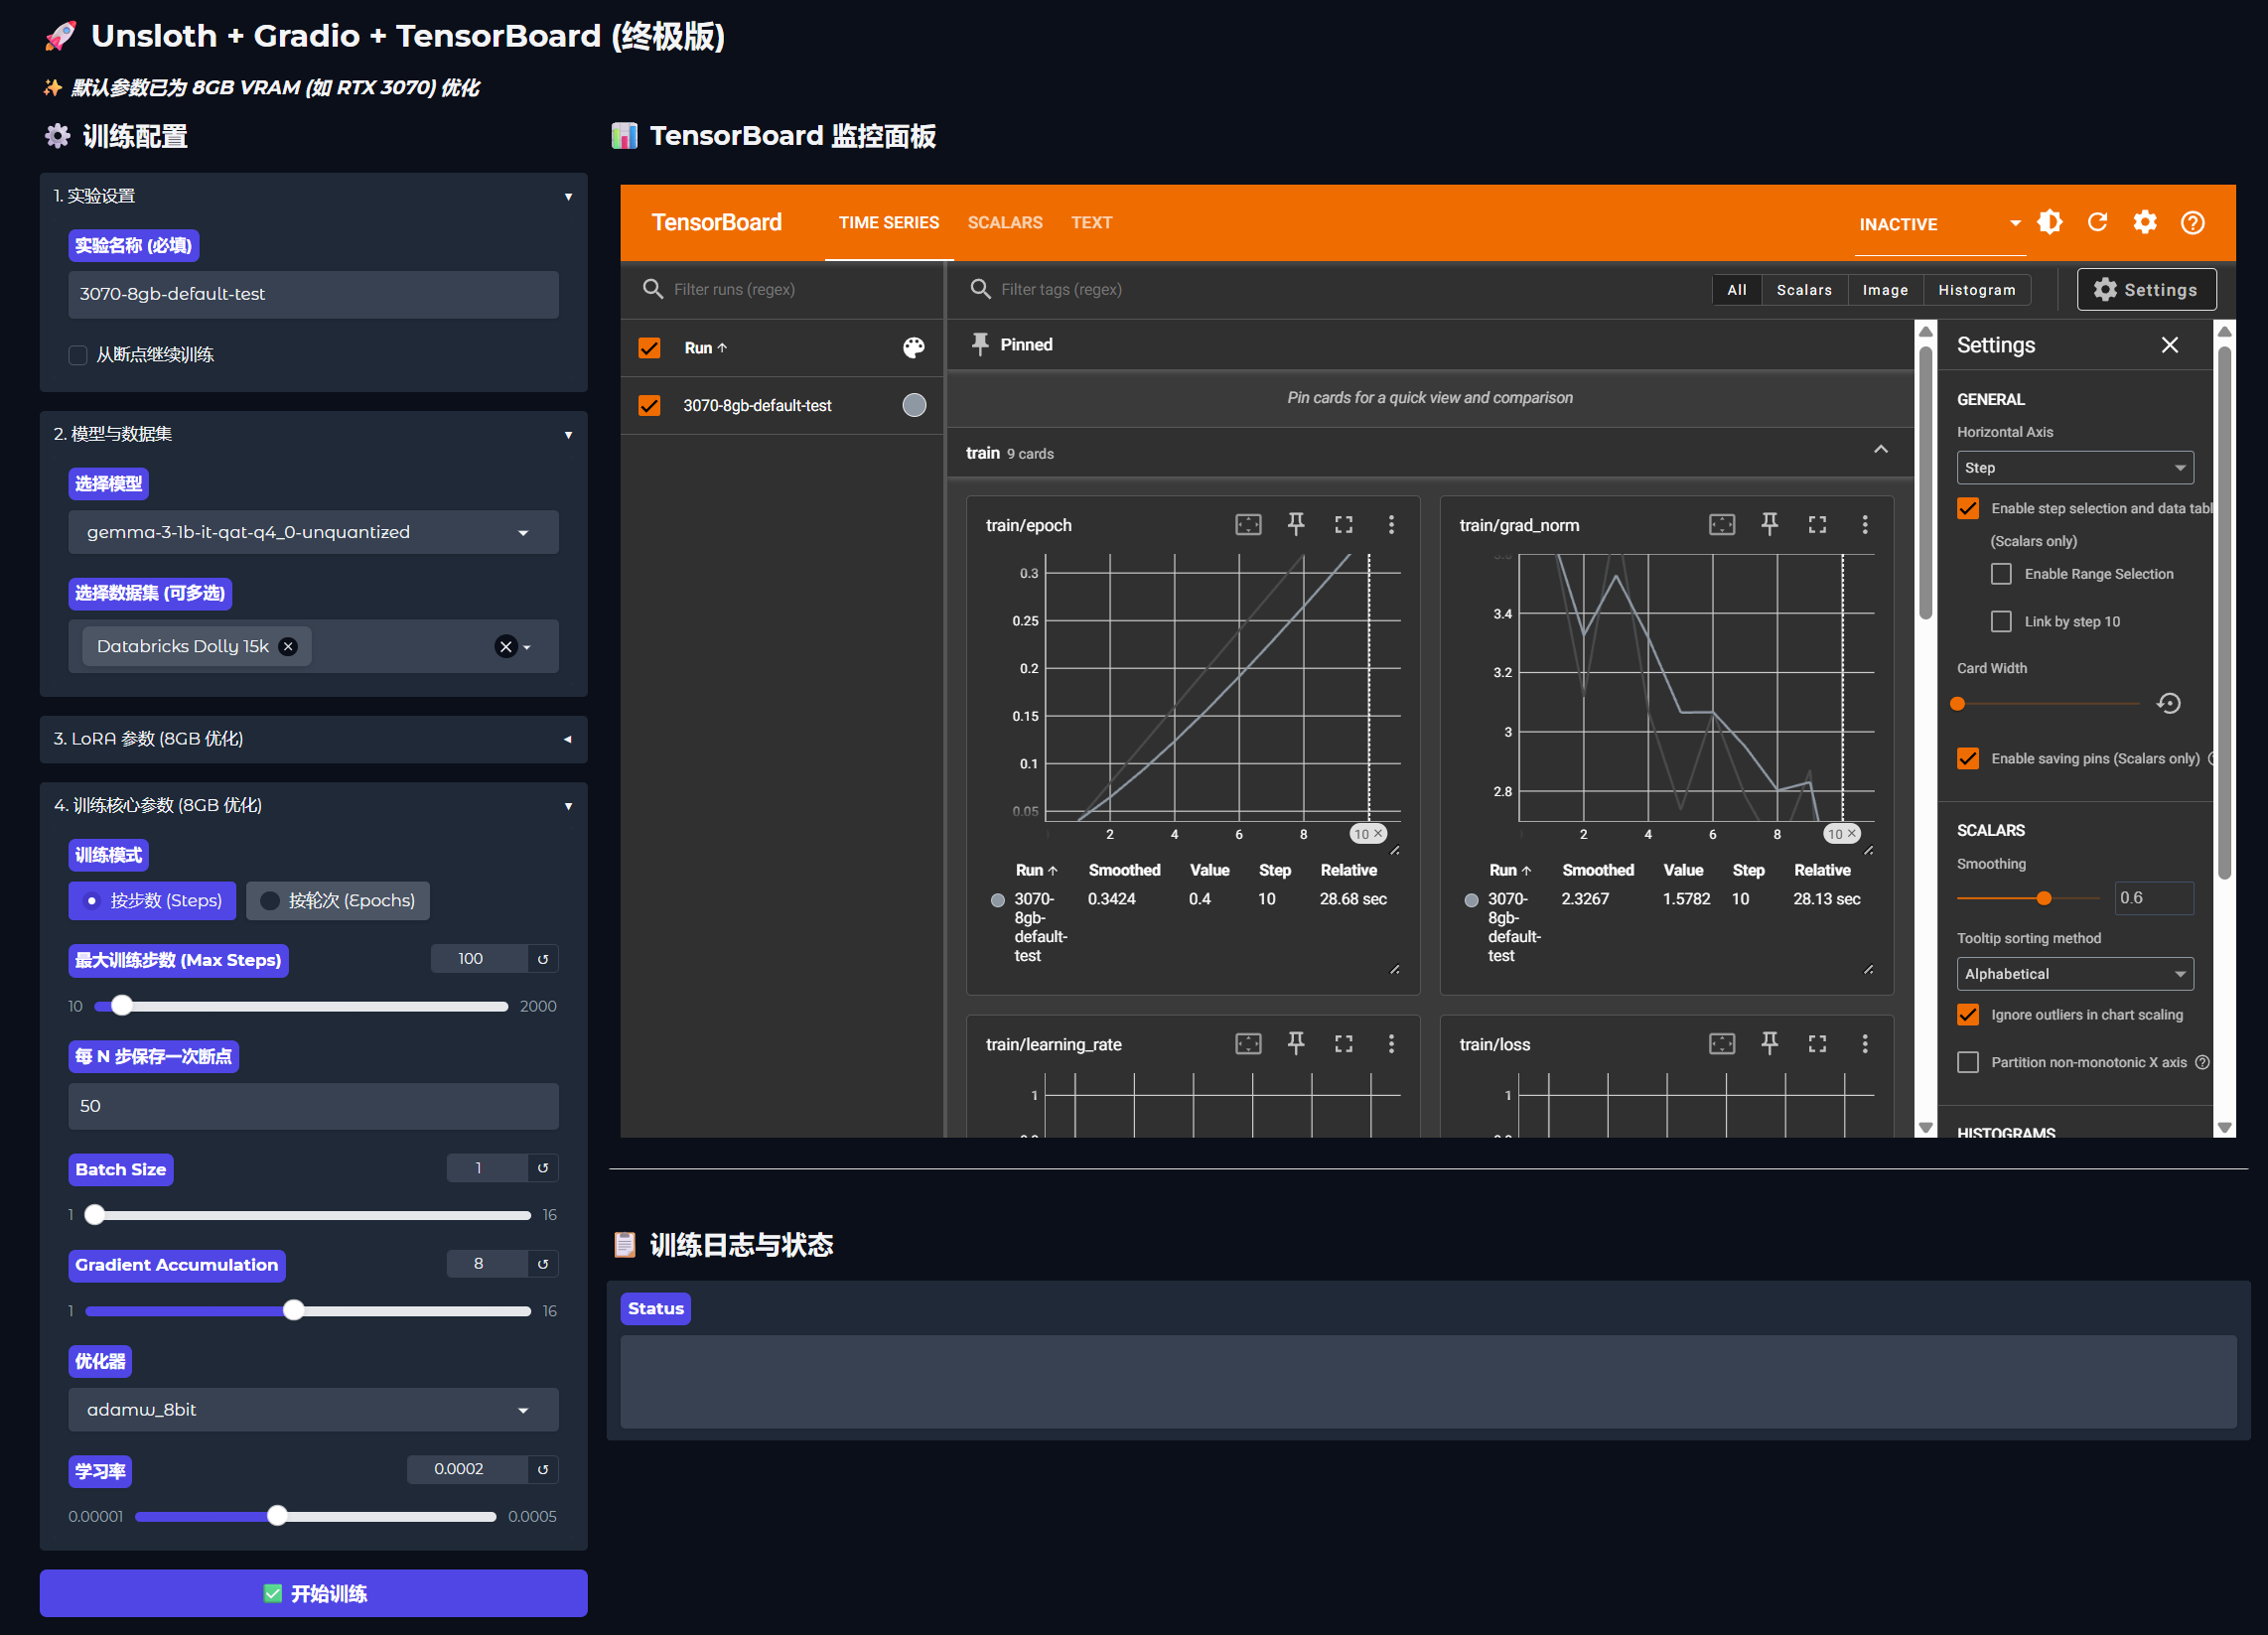 🚀 Unsloth + Gradio + TensorBoard (终极版)
✨ 默认参数已为 8GB VRAM (如 RTX 3070) 优化
⚙️ 训练配置
1. 实验设置
实验名称 (必填)
3070-8gb-default-test
从断点继续训练
2. 模型与数据集
选择模型
gemma-3-1b-it-qat-q4_0-unquantized
选择数据集 (可多选)
Databricks Dolly 15k
3. LoRA 参数 (8GB 优化)
4. 训练核心参数 (8GB 优化)
训练模式
按步数 (Steps) 按轮次 (Epochs)
最大训练步数 (Max Steps) 100
10 2000
每 N 步保存一次断点
50
Batch Size 1
1 16
Gradient Accumulation 8
1 16
优化器
adamw_8bit
学习率 0.0002
0.00001 0.0005
✅ 开始训练
📊 TensorBoard 监控面板
TensorBoard TIME SERIES SCALARS TEXT INACTIVE
Filter runs (regex)
Run ↑
3070-8gb-default-test
Filter tags (regex) All Scalars Image Histogram Settings
Pinned
Pin cards for a quick view and comparison
train 9 cards
train/epoch
0.3
0.25
0.2
0.15
0.1
0.05
2 4 6 8 10
Run ↑ Smoothed Value Step Relative
3070- 0.3424 0.4 10 28.68 sec
8gb-
default-
test
train/grad_norm
3.6
3.4
3.2
3
2.8
2 4 6 8 10
Run ↑ Smoothed Value Step Relative
3070- 2.3267 1.5782 10 28.13 sec
8gb-
default-
test
train/learning_rate
1
train/loss
1
Settings
GENERAL
Horizontal Axis
Step
Enable step selection and data tabl
(Scalars only)
Enable Range Selection
Link by step 10
Card Width
Enable saving pins (Scalars only)
SCALARS
Smoothing
0.6
Tooltip sorting method
Alphabetical
Ignore outliers in chart scaling
Partition non-monotonic X axis
HISTOGRAMS
📋 训练日志与状态
Status